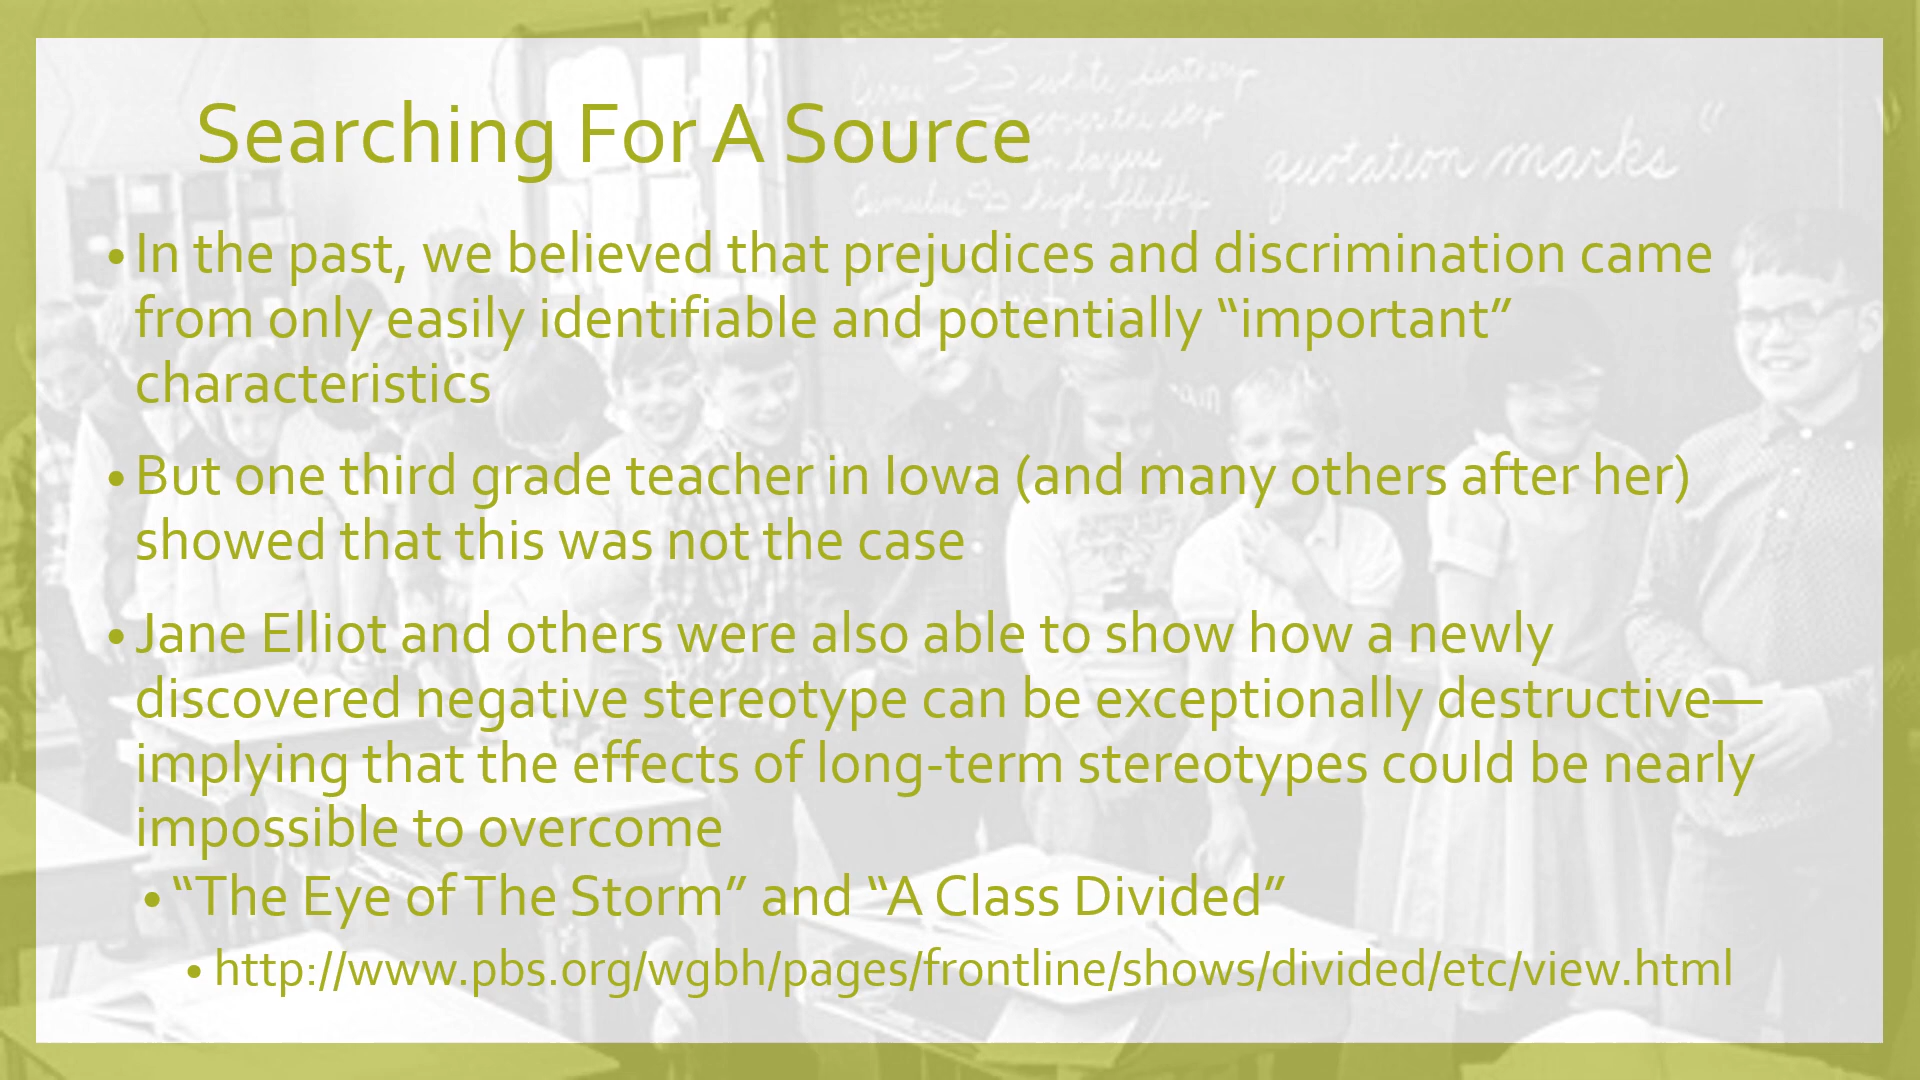 Searching For A Source
• In the past, we believed that prejudices and discrimination came
from only easily identifiable and potentially “important”
characteristics
• But one third grade teacher in Iowa (and many others after her)
showed that this was not the case
• Jane Elliot and others were also able to show how a newly
discovered negative stereotype can be exceptionally destructive—
implying that the effects of long-term stereotypes could be nearly
impossible to overcome
• “The Eye of The Storm” and “A Class Divided”
• http://www.pbs.org/wgbh/pages/frontline/shows/divided/etc/view.html
quotation marks “